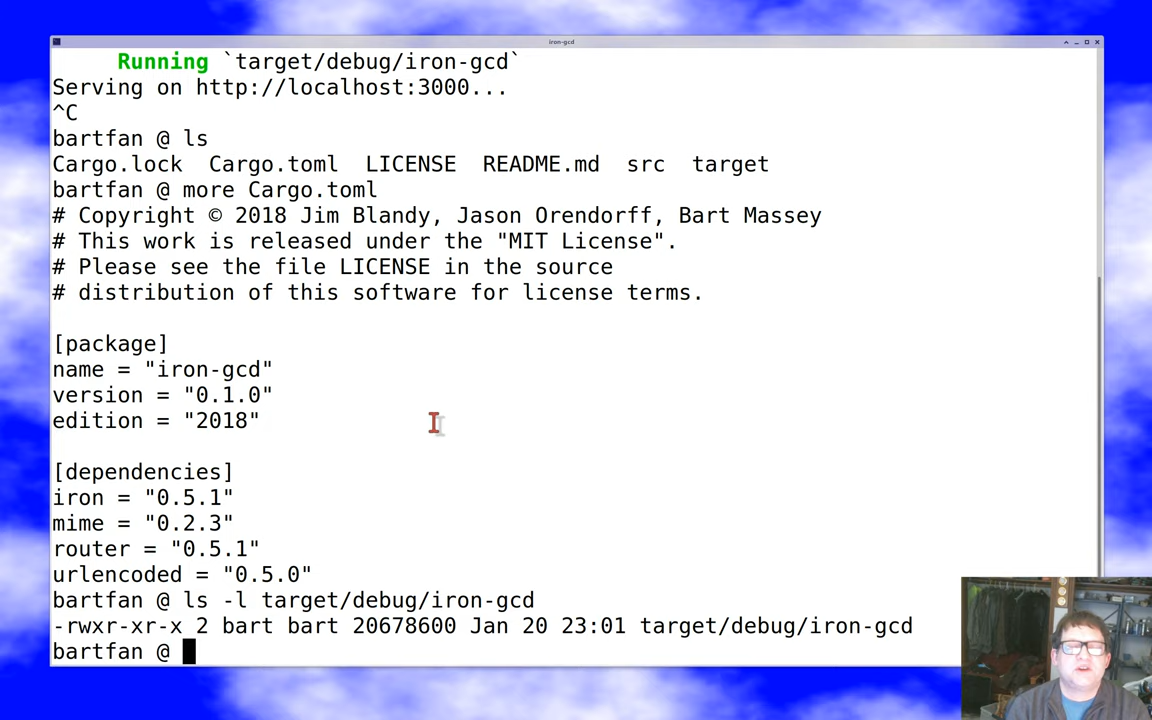 iron-gcd
Running `target/debug/iron-gcd`
Serving on http://localhost:3000...
^C
bartfan @ ls
Cargo.lock  Cargo.toml  LICENSE  README.md  src  target
bartfan @ more Cargo.toml
# Copyright © 2018 Jim Blandy, Jason Orendorff, Bart Massey
# This work is released under the "MIT License".
# Please see the file LICENSE in the source
# distribution of this software for license terms.
[package]
name = "iron-gcd"
version = "0.1.0"
edition = "2018"
[dependencies]
iron = "0.5.1"
mime = "0.2.3"
router = "0.5.1"
urlencoded = "0.5.0"
bartfan @ ls -l target/debug/iron-gcd
-rwxr-xr-x 2 bart bart 20678600 Jan 20 23:01 target/debug/iron-gcd
bartfan @